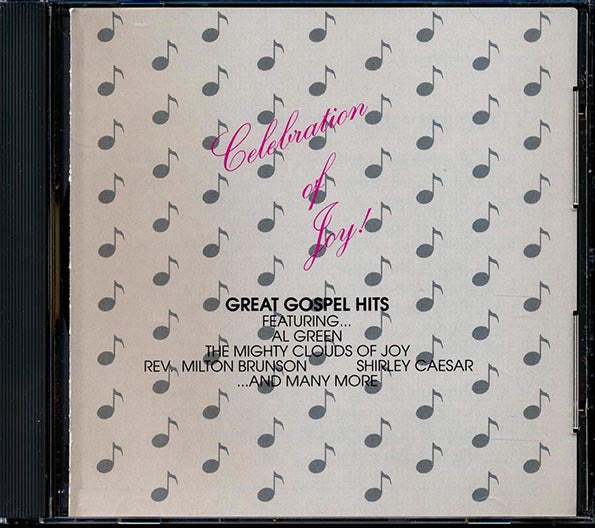 Celebration
of
Joy!
GREAT GOSPEL HITS
FEATURING...
AL GREEN
THE MIGHTY CLOUDS OF JOY
REV. MILTON BRUNSON SHIRLEY CAESAR
...AND MANY MORE